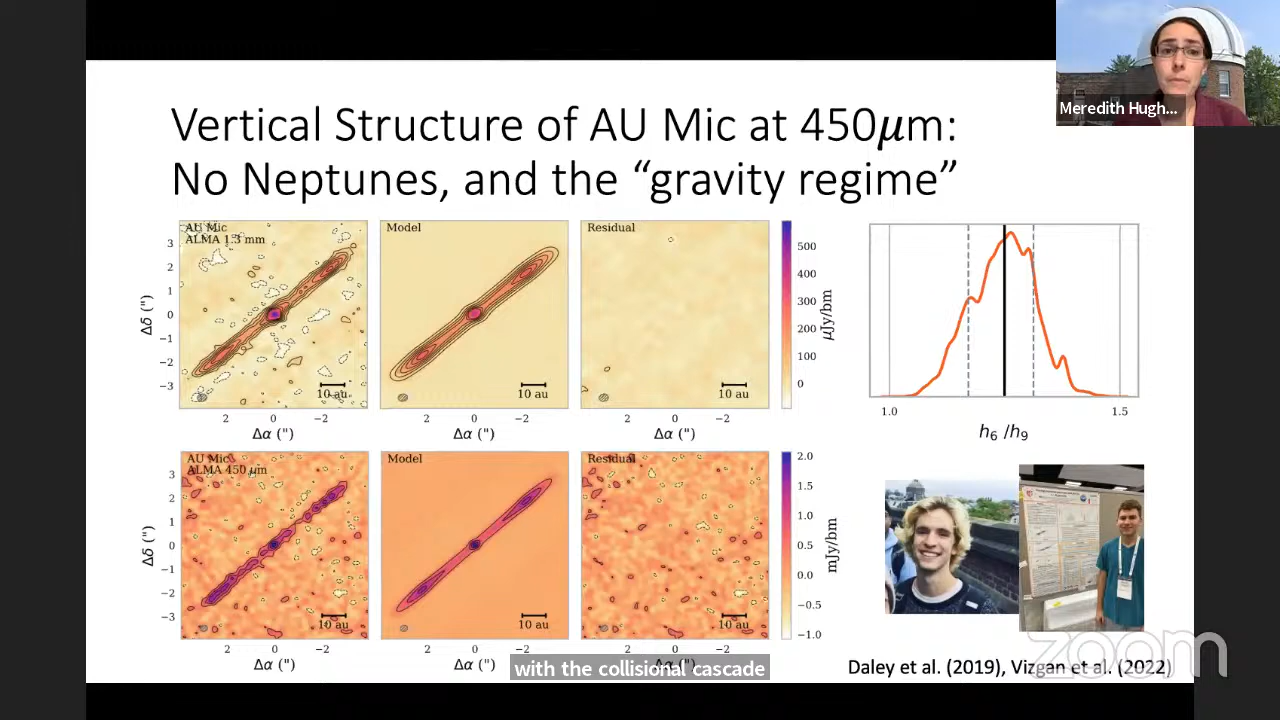 Meredith Hugh...
Vertical Structure of AU Mic at 450𝝁m:
No Neptunes, and the “gravity regime”
AU Mic
ALMA 1.3 mm
Model
Residual
3
2
1
0
−1
−2
−3
Δδ (")
10 au
10 au
10 au
500
400
300
200
100
0
μJy/bm
2 0 −2
2 0 −2
2 0 −2
Δα (")
Δα (")
Δα (")
1.0 1.5
h6 /h9
AU Mic
ALMA 450 μm
Model
Residual
3
2
1
0
−1
−2
−3
Δδ (")
10 au
10 au
10 au
2.0
1.5
1.0
0.5
0.0
−0.5
−1.0
mJy/bm
2 0 −2
2 0 −2
2 0 −2
Δα (")
Δα (")
Δα (")
with the collisional cascade
Daley et al. (2019), Vizgan et al. (2022)
zoom